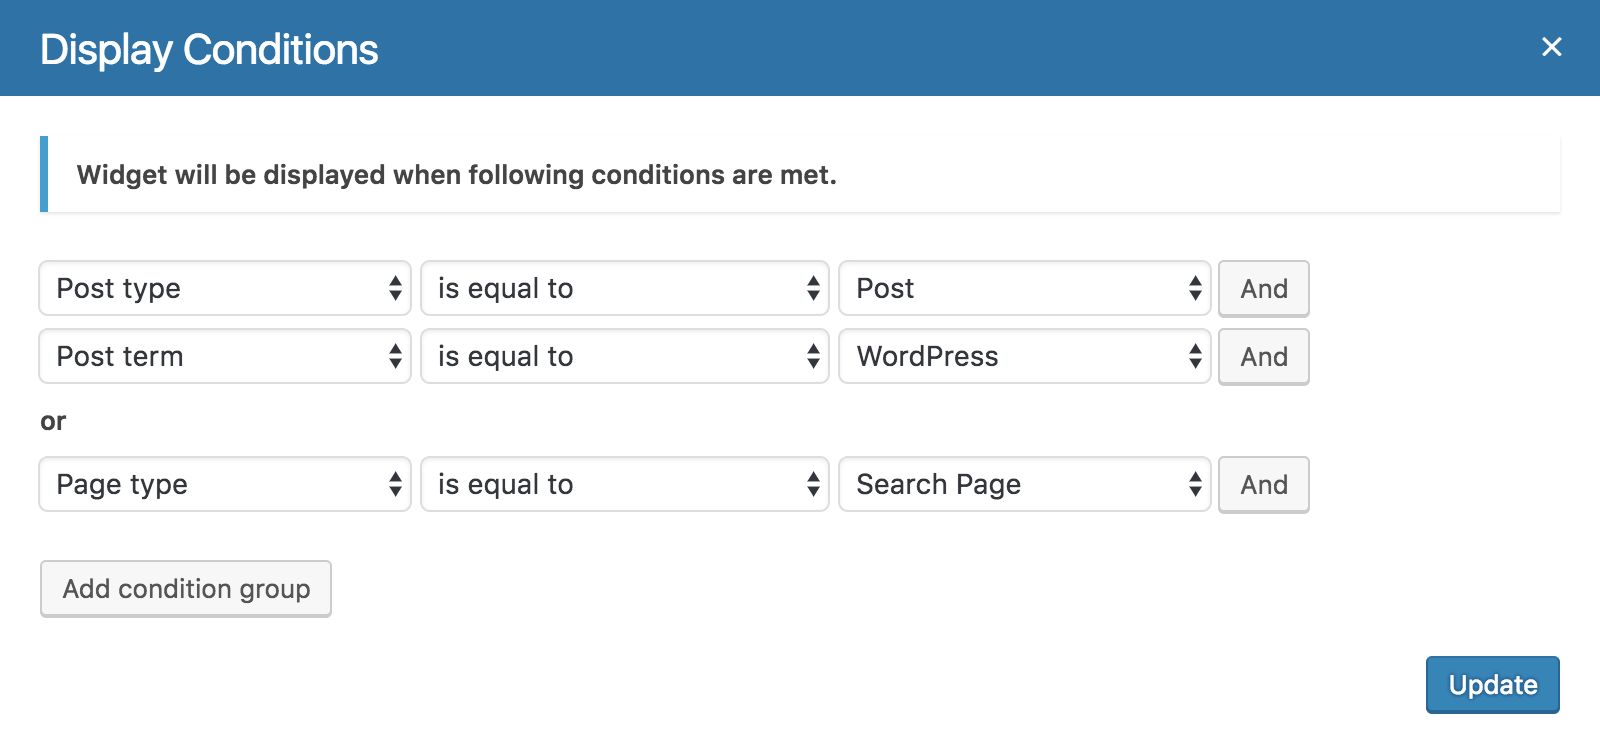 Display Conditions ×
Widget will be displayed when following conditions are met.
Post type is equal to Post And
Post term is equal to WordPress And
or
Page type is equal to Search Page And
Add condition group
Update